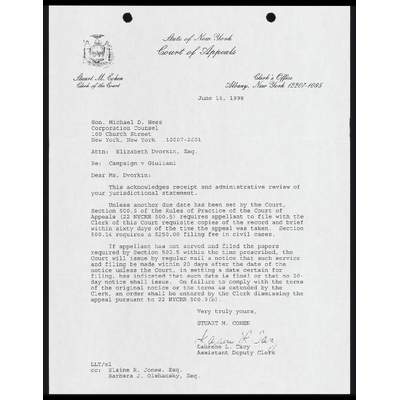 State of New York
Court of Appeals
Stuart M. Cohen
Clerk of the Court
Clerk's Office
Albany, New York 12207-1095
June 16, 1998
Hon. Michael D. Hess
Corporation Counsel
100 Church Street
New York, New York 10007-2601
Attn: Elizabeth Dvorkin, Esq.
Re: Campaign v Giuliani
Dear Ms. Dvorkin:
This acknowledges receipt and administrative review of
your jurisdictional statement.
Unless another due date has been set by the Court,
Section 500.5 of the Rules of Practice of the Court of
Appeals (22 NYCRR 500.5) requires appellant to file with the
Clerk of this Court requisite copies of the record and brief
within sixty days of the time the appeal was taken. Section
500.14 requires a $250.00 filing fee in civil cases.
If appellant has not served and filed the papers
required by Section 500.5 within the time prescribed, the
Court will issue by regular mail a notice that such service
and filing be made within 20 days after the date of the
notice unless the Court, in setting a date certain for
filing, has indicated that such date is final or that no 20-
day notice shall issue. On failure to comply with the terms
of the original notice or the terms as extended by the
Clerk, an order shall be entered by the Clerk dismissing the
appeal pursuant to 22 NYCRR 500.9(b)
Very truly yours,
STUART M. COHEN
Laurene L. Tacy
Assistant Deputy Clerk
LLT/el
cc: Elaine R. Jones, Esq.
Barbara J. Olshansky, Esq.